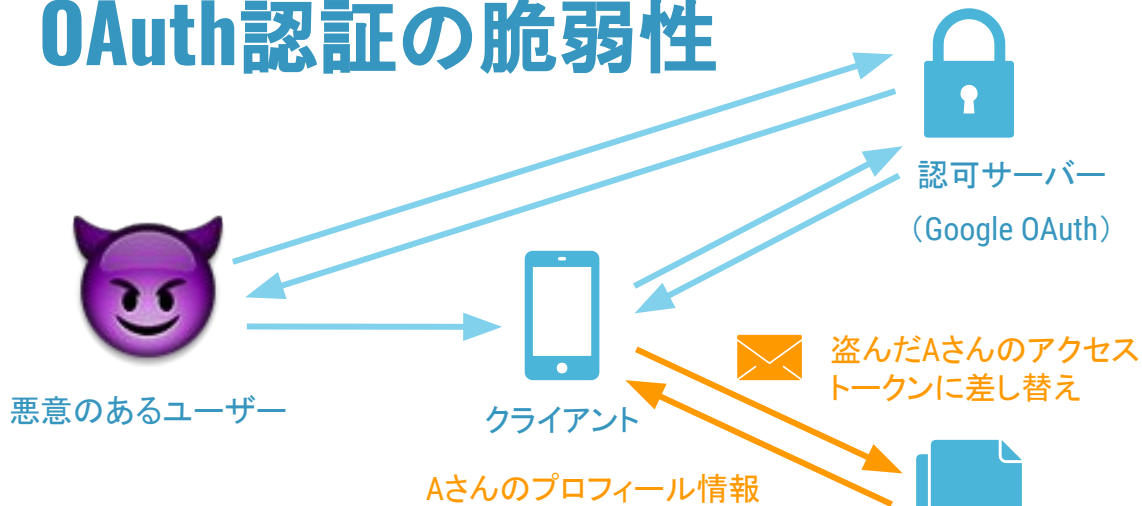 OAuth認証の脆弱性
認可サーバー
（Google OAuth）
盗んだAさんのアクセス
トークンに差し替え
悪意のあるユーザー
クライアント
Aさんのプロフィール情報